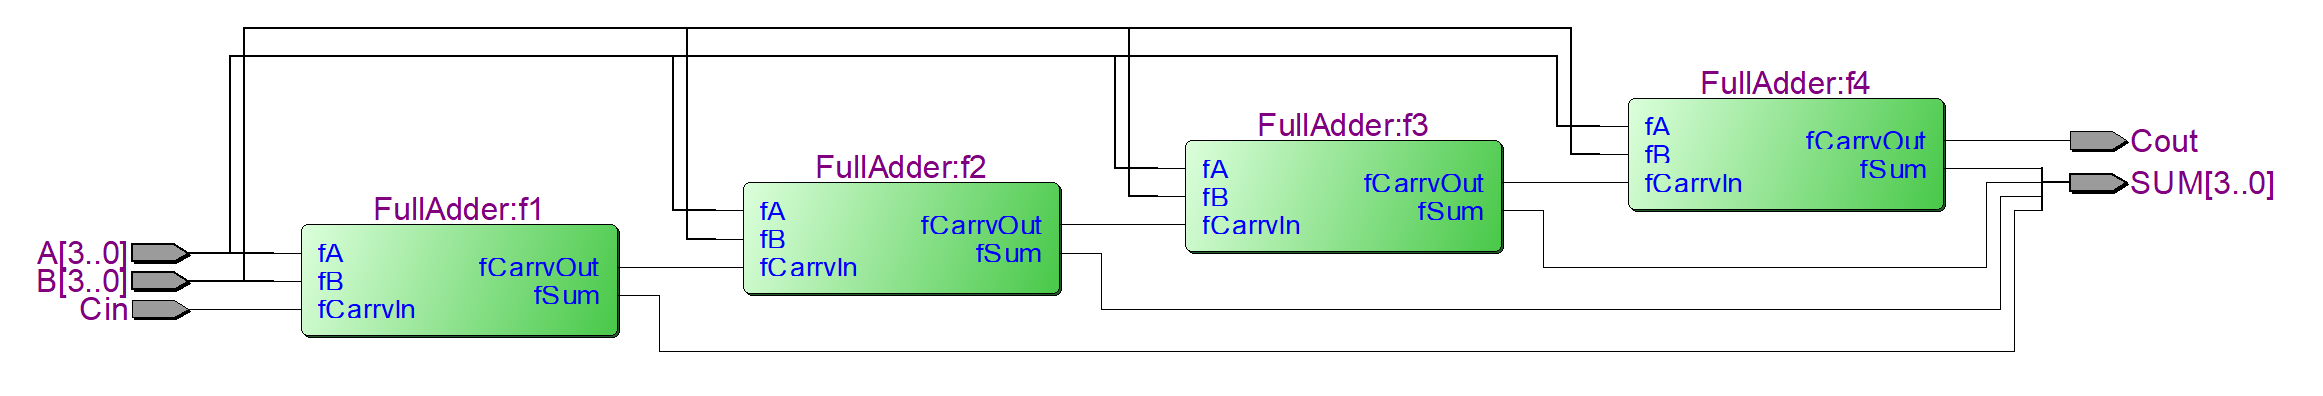 FullAdder:f4
fA
fB
fCarryIn
fCarryOut
fSum
FullAdder:f3
fA
fB
fCarryIn
fCarryOut
fSum
FullAdder:f2
fA
fB
fCarryIn
fCarryOut
fSum
FullAdder:f1
fA
fB
fCarryIn
fCarryOut
fSum
A[3..0]
B[3..0]
Cin
Cout
SUM[3..0]